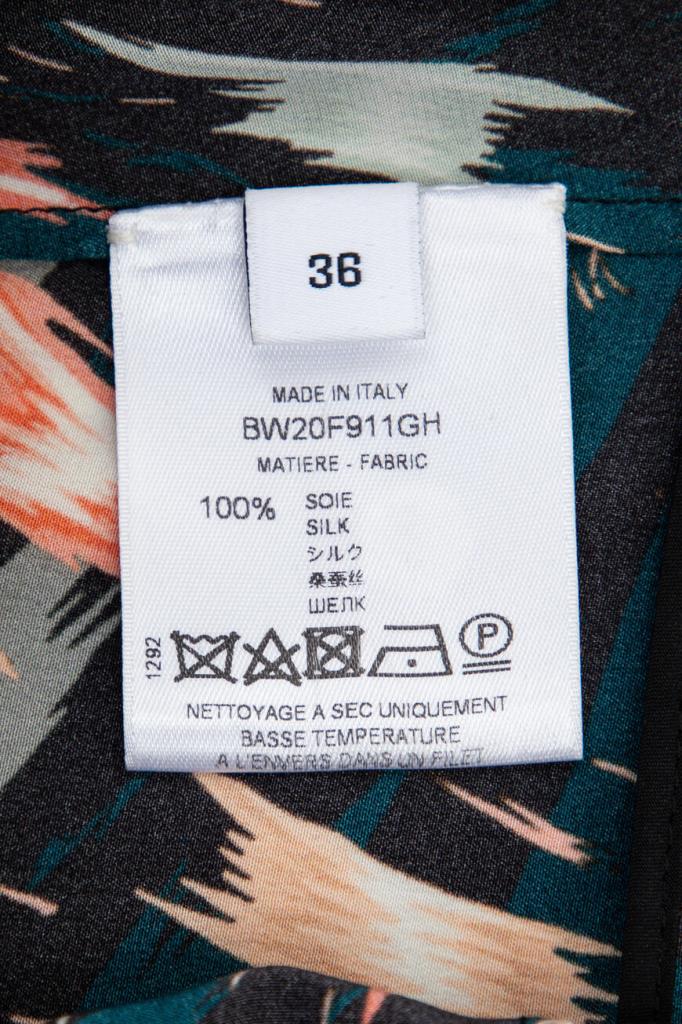 36
MADE IN ITALY
BW20F911GH
MATIERE - FABRIC
100% SOIE
SILK
シルク
桑蚕丝
ШЕЛК
1292
P
NETTOYAGE A SEC UNIQUEMENT
BASSE TEMPERATURE
A L'ENVERS DANS UN FILET